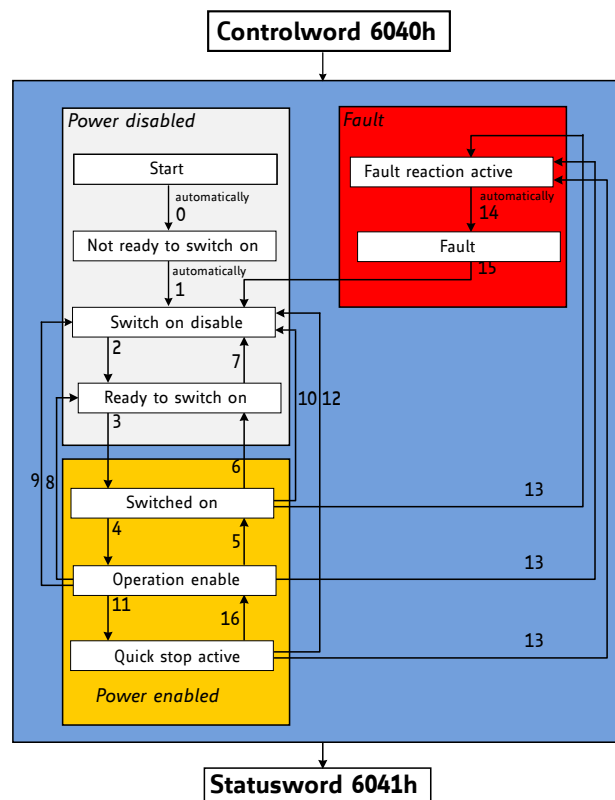 Controlword 6040h
Power disabled
Fault
Start
Fault reaction active
automatically
0
automatically
14
Not ready to switch on
Fault
automatically
1
15
Switch on disable
2
7
Ready to switch on
10
12
3
9
8
6
Switched on
13
4
5
Operation enable
13
11
16
Quick stop active
13
Power enabled
Statusword 6041h